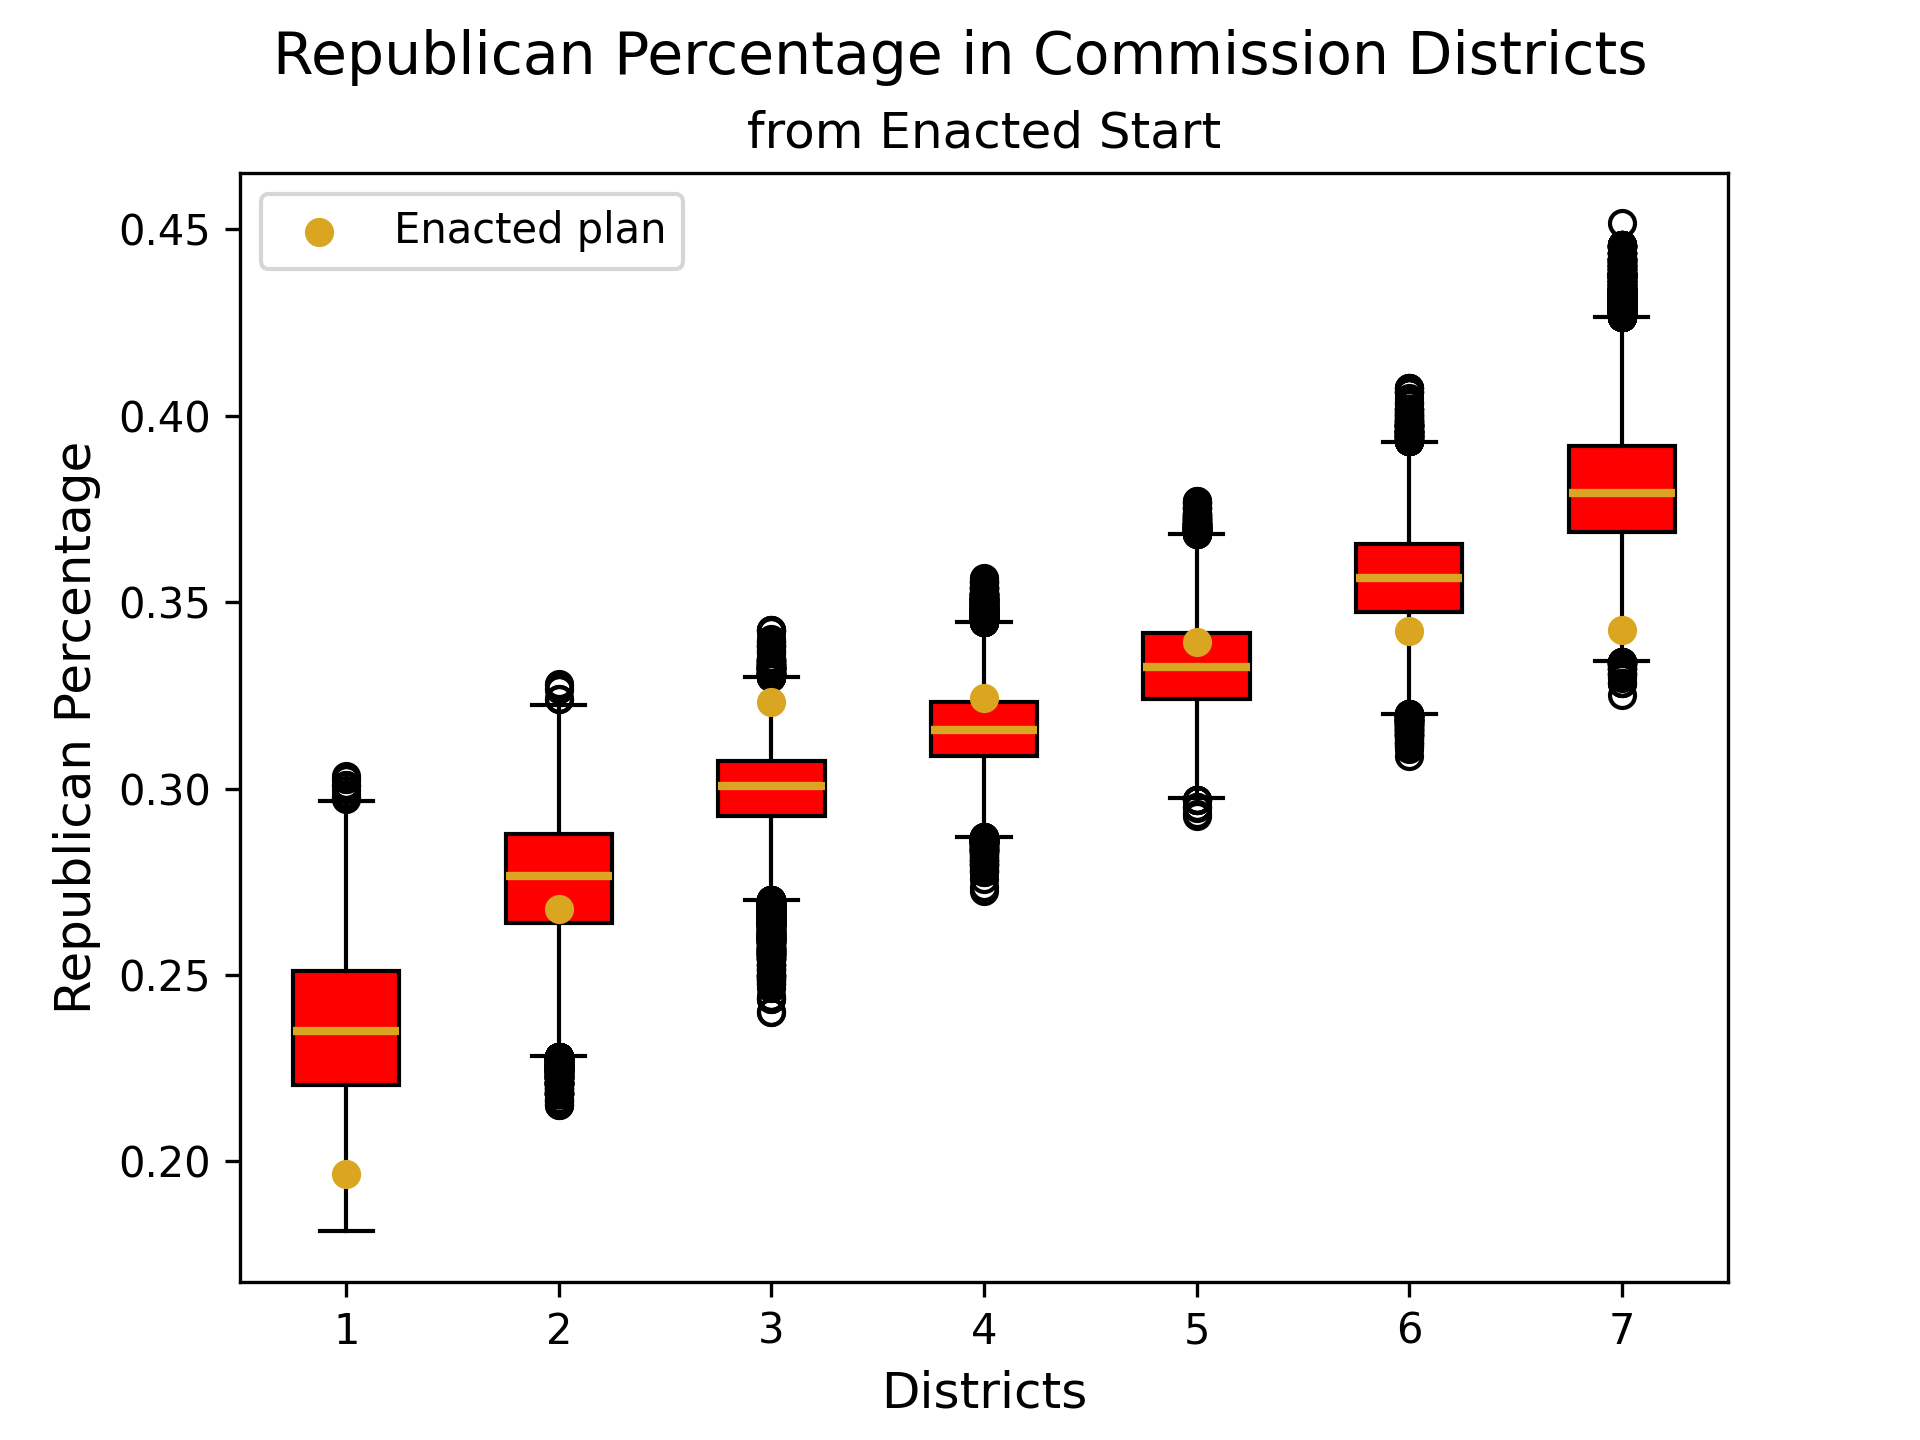 Republican Percentage in Commission Districts
from Enacted Start
Enacted plan
Republican Percentage
0.45
0.40
0.35
0.30
0.25
0.20
1 2 3 4 5 6 7
Districts